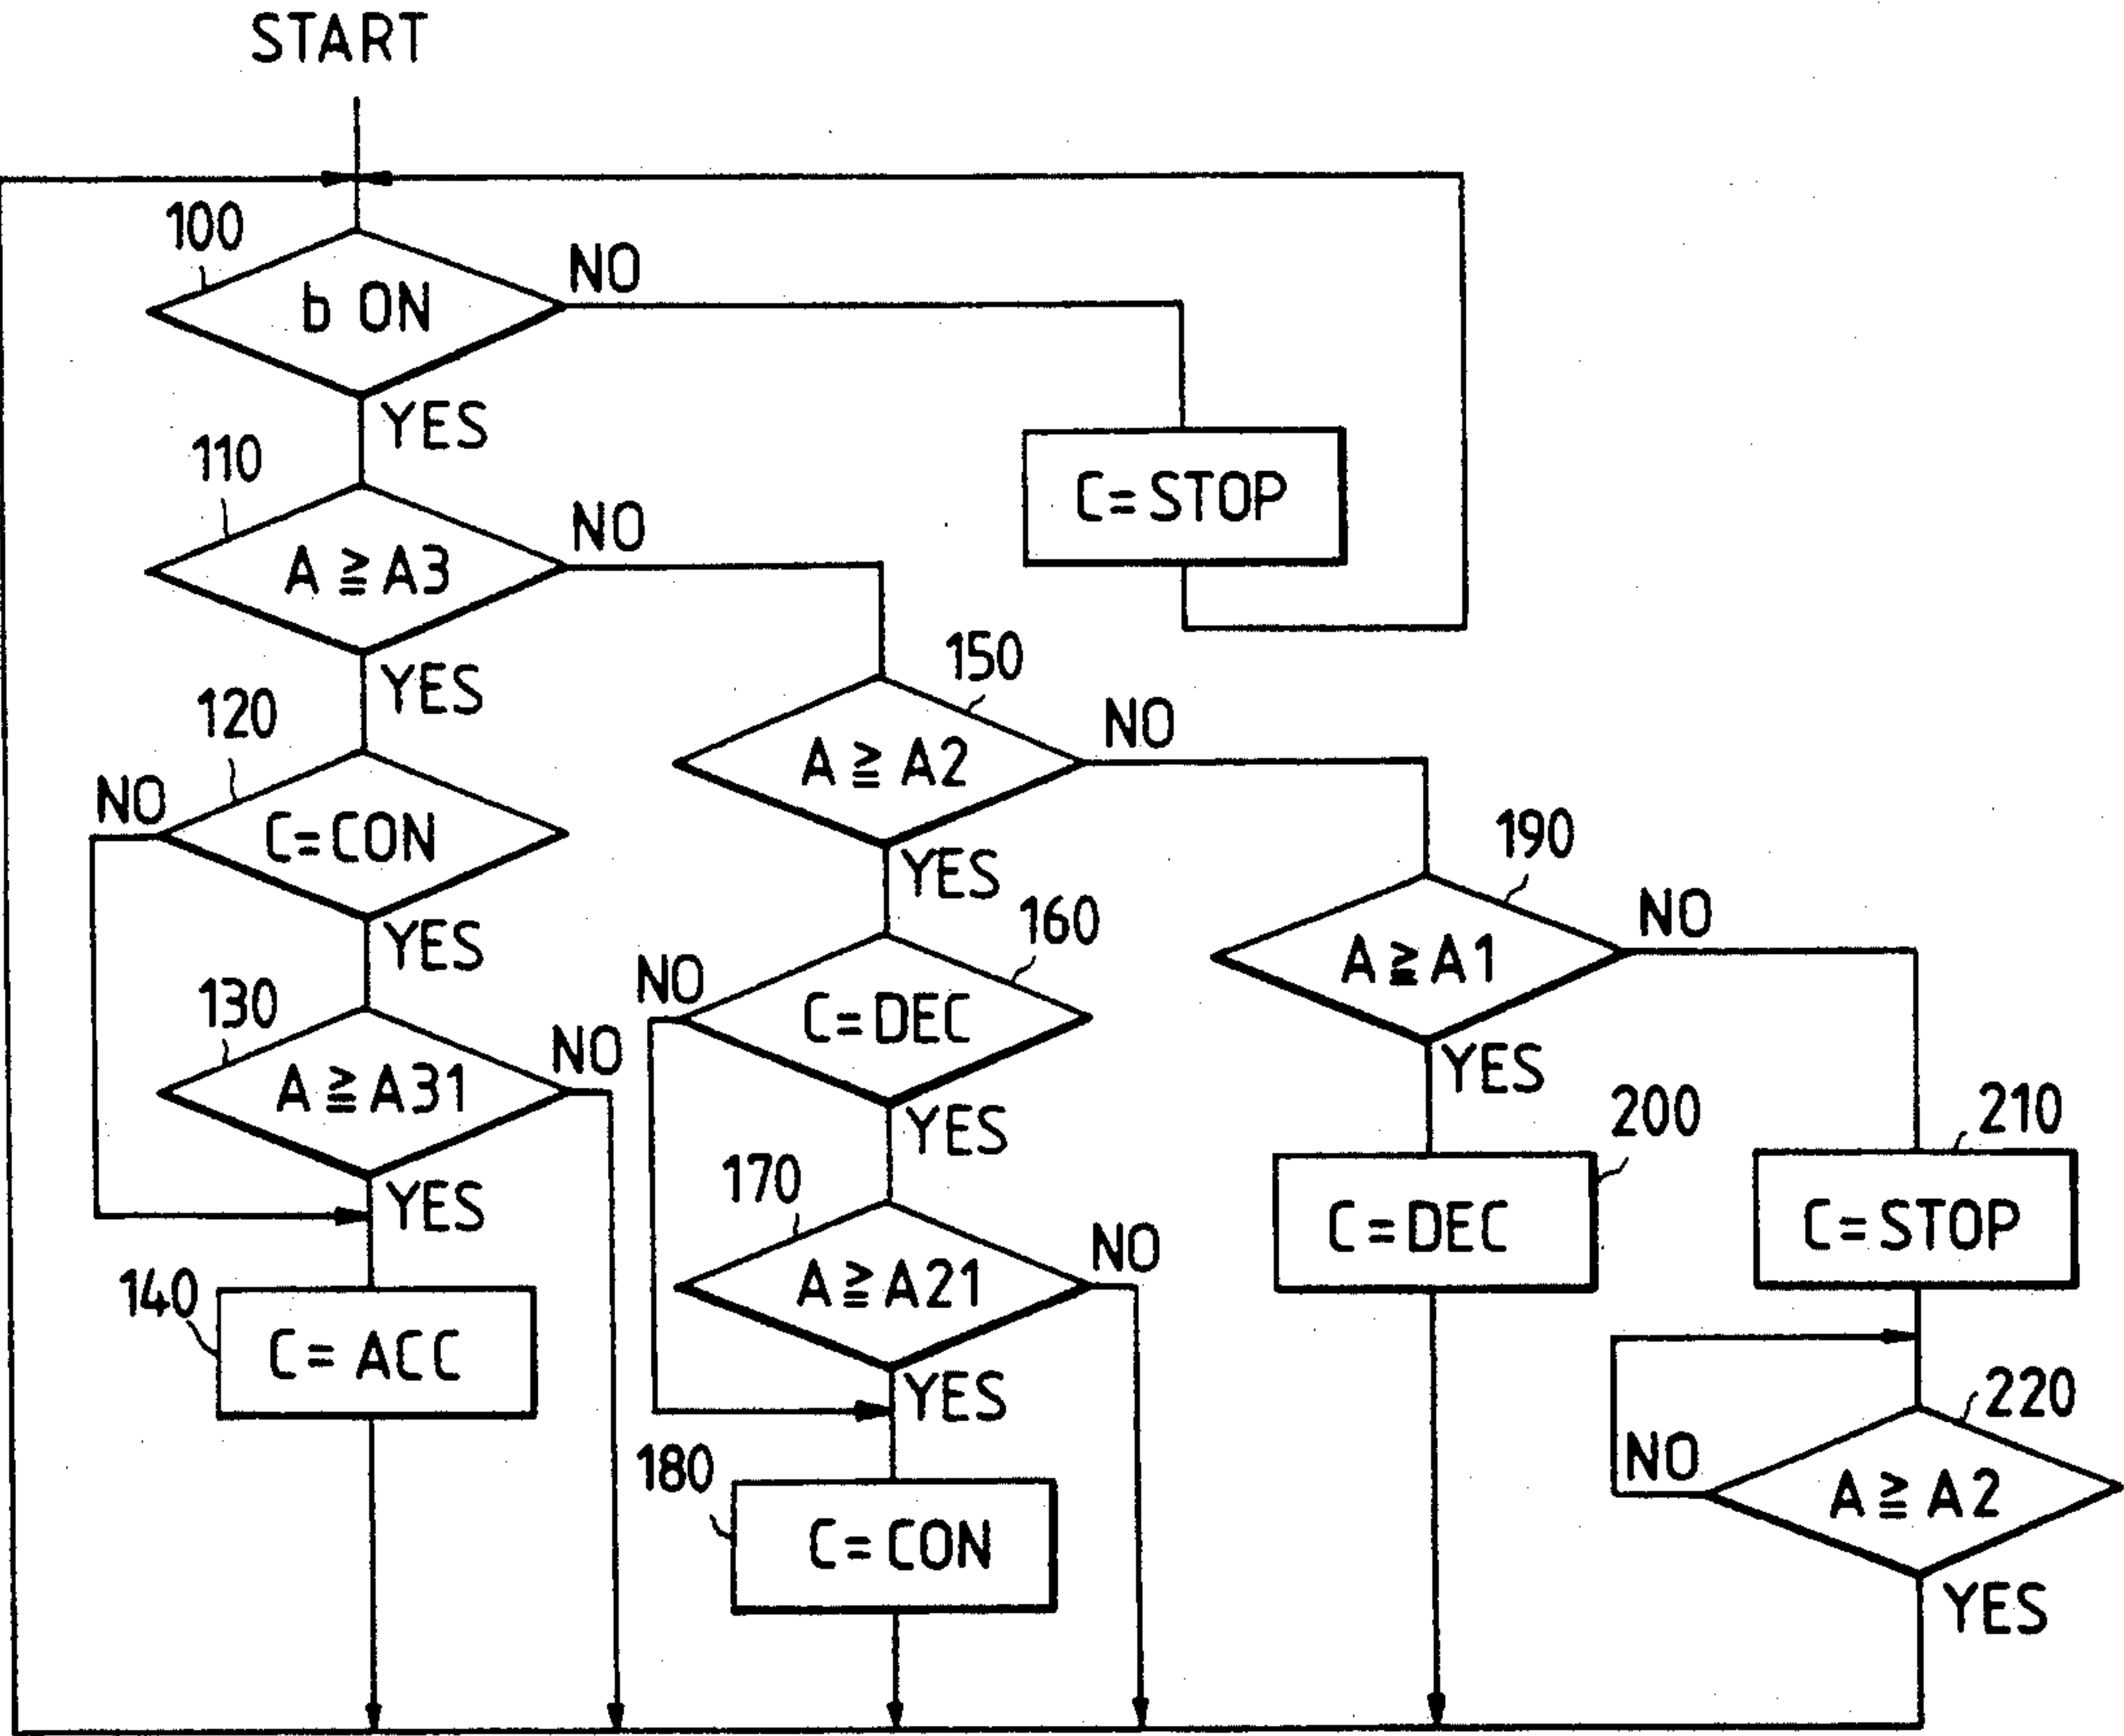 START
100
b ON
NO
YES
C=STOP
110
A ≧ A3
NO
YES
120
NO
C=CON
YES
130
A ≧ A31
NO
YES
140
C= ACC
150
A ≧ A2
NO
YES
160
NO
C=DEC
YES
170
A ≧ A21
NO
YES
180
C=CON
190
A ≧ A1
NO
YES
200
C=DEC
210
C=STOP
220
NO
A ≧ A2
YES